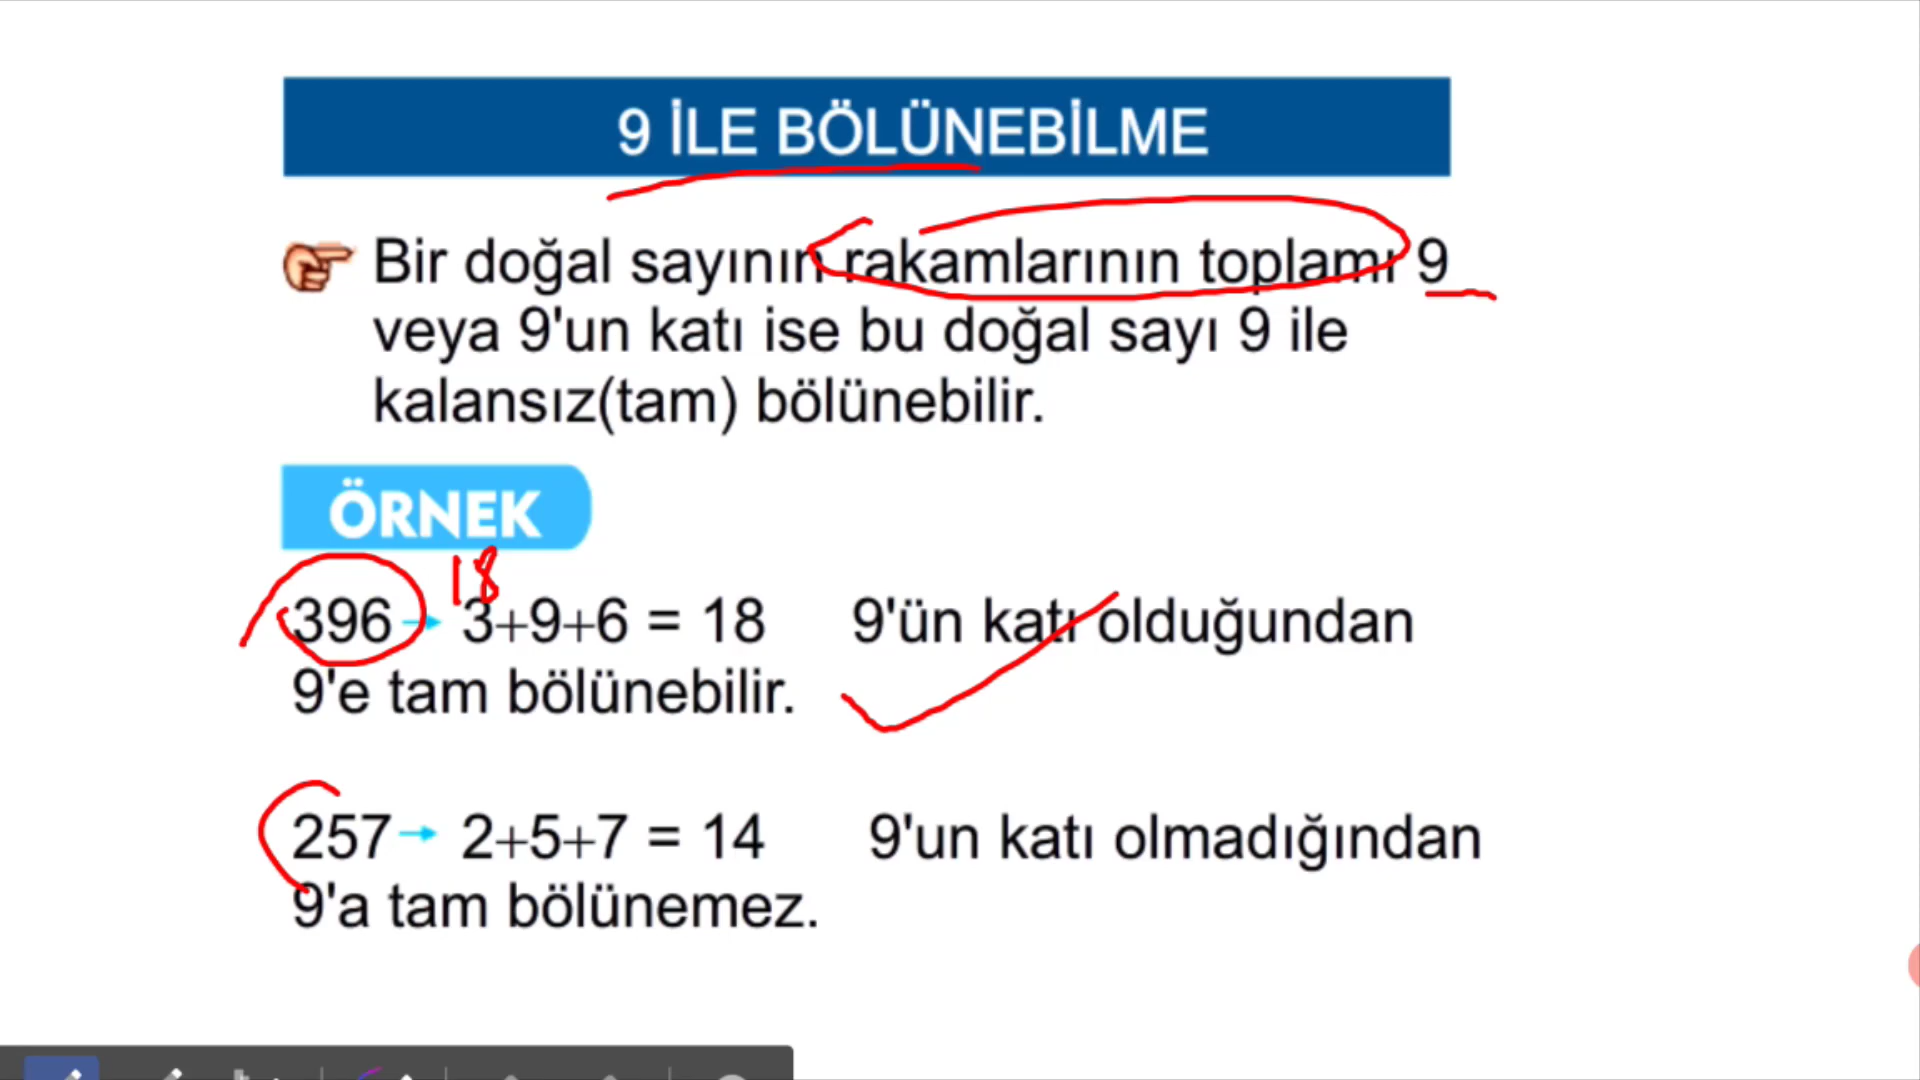 9 İLE BÖLÜNEBİLME
Bir doğal sayının rakamlarının toplamı 9
veya 9'un katı ise bu doğal sayı 9 ile
kalansız(tam) bölünebilir.
ÖRNEK
18
396 → 3+9+6 = 18 9'ün katı olduğundan
9'e tam bölünebilir.
257 → 2+5+7 = 14 9'un katı olmadığından
9'a tam bölünemez.